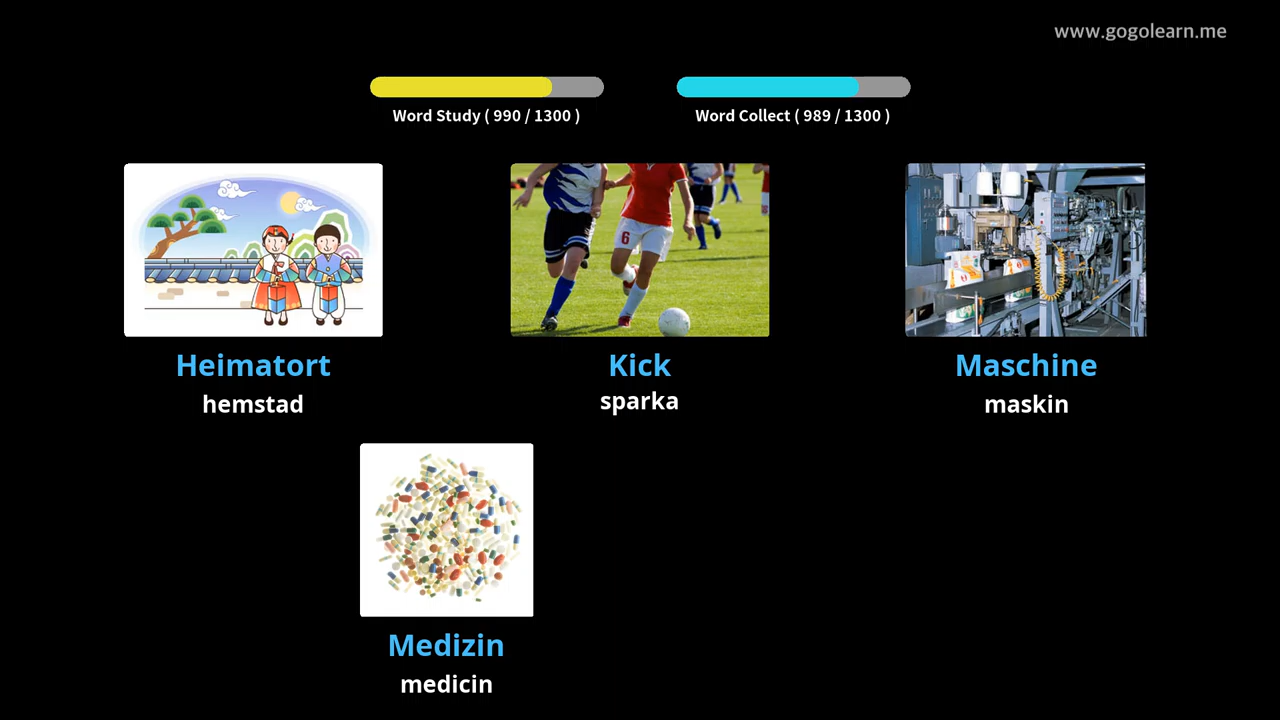 www.gogolearn.me
Word Study ( 990 / 1300 )
Word Collect ( 989 / 1300 )
Heimatort
hemstad
Kick
sparka
Maschine
maskin
6
Medizin
medicin